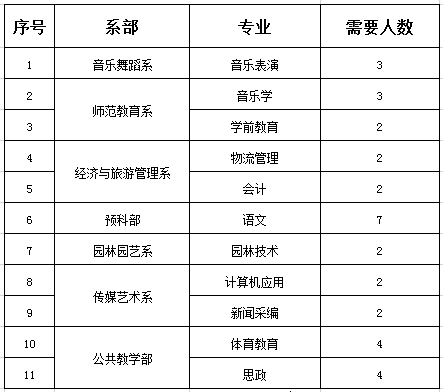 序号 系部 专业 需要人数
1 音乐舞蹈系 音乐表演 3
2 师范教育系 音乐学 3
3 学前教育 2
4 经济与旅游管理系 物流管理 2
5 会计 2
6 预科部 语文 7
7 园林园艺系 园林技术 2
8 传媒艺术系 计算机应用 2
9 新闻采编 2
10 公共教学部 体育教育 4
11 思政 4